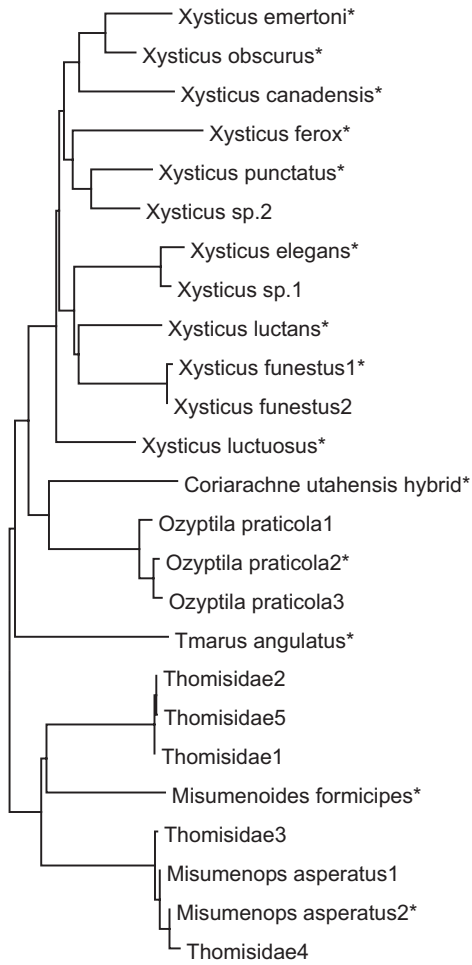 Xysticus emertoni*
Xysticus obscurus*
Xysticus canadensis*
Xysticus ferox*
Xysticus punctatus*
Xysticus sp.2
Xysticus elegans*
Xysticus sp.1
Xysticus luctans*
Xysticus funestus1*
Xysticus funestus2
Xysticus luctuosus*
Coriarachne utahensis hybrid*
Ozyptila praticola1
Ozyptila praticola2*
Ozyptila praticola3
Tmarus angulatus*
Thomisidae2
Thomisidae5
Thomisidae1
Misumenoides formicipes*
Thomisidae3
Misumenops asperatus1
Misumenops asperatus2*
Thomisidae4